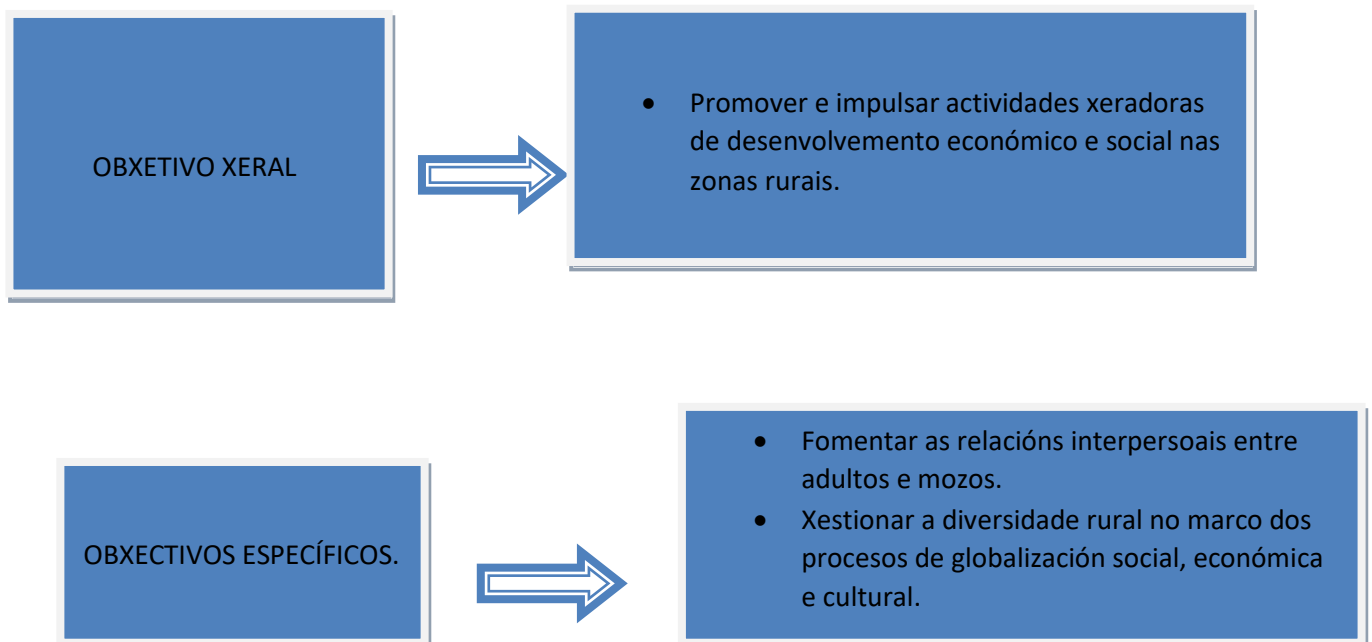 OBXETIVO XERAL
• Promover e impulsar actividades xeradoras
de desenvolvemento económico e social nas
zonas rurais.
OBXECTIVOS ESPECÍFICOS.
• Fomentar as relacións interpersoais entre
adultos e mozos.
• Xestionar a diversidade rural no marco dos
procesos de globalización social, económica
e cultural.